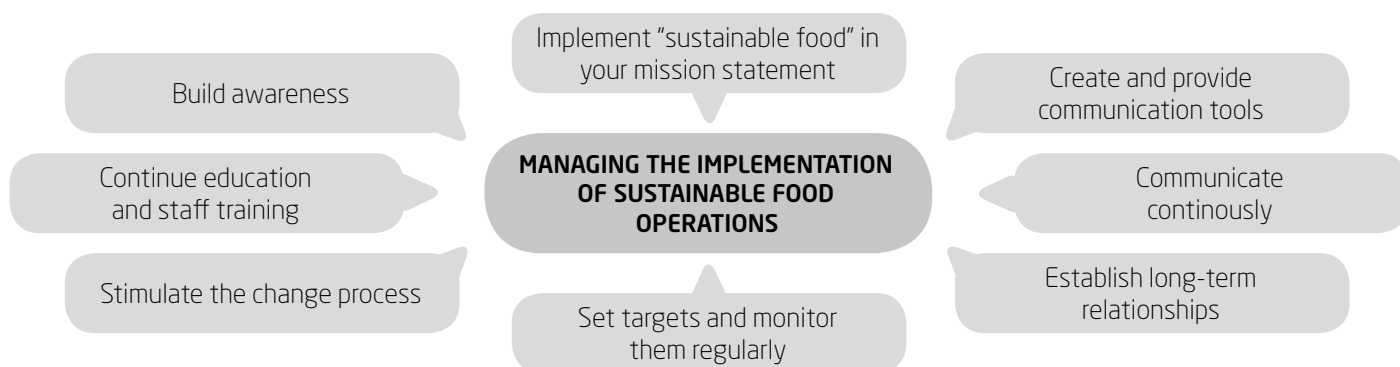 Implement “sustainable food” in
your mission statement
Build awareness
Create and provide
communication tools
Continue education
and staff training
MANAGING THE IMPLEMENTATION
OF SUSTAINABLE FOOD
OPERATIONS
Communicate
continously
Stimulate the change process
Set targets and monitor
them regularly
Establish long-term
relationships